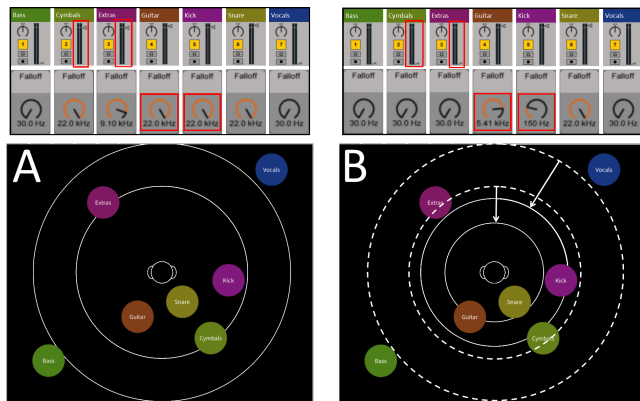 Bass Cymbals Extras Guitar Kick Snare Vocals
1 2 3 4 5 6 7
Falloff Falloff Falloff Falloff Falloff Falloff Falloff
30.0 Hz 22.0 kHz 9.10 kHz 22.0 kHz 22.0 kHz 22.0 kHz 30.0 Hz
A
Vocals
Extras
Kick
Snare
Guitar
Cymbals
Bass
Bass Cymbals Extras Guitar Kick Snare Vocals
1 2 3 4 5 6 7
Falloff Falloff Falloff Falloff Falloff Falloff Falloff
30.0 Hz 30.0 Hz 30.0 Hz 5.41 kHz 150 Hz 22.0 kHz 30.0 Hz
B
Vocals
Extras
Kick
Snare
Guitar
Cymbals
Bass